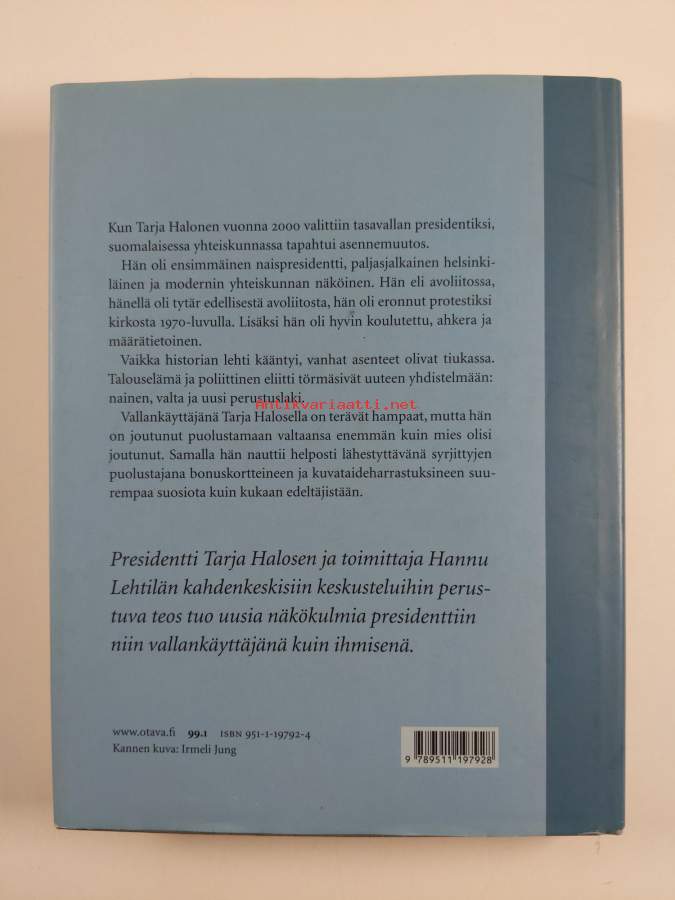 Kun Tarja Halonen vuonna 2000 valittiin tasavallan presidentiksi,
suomalaisessa yhteiskunnassa tapahtui asennemuutos.
Hän oli ensimmäinen naispresidentti, paljasjalkainen helsinki-
läinen ja modernin yhteiskunnan näköinen. Hän eli avoliitossa,
hänellä oli tytär edellisestä avoliitosta, hän oli eronnut protestiksi
kirkosta 1970-luvulla. Lisäksi hän oli hyvin koulutettu, ahkera ja
määrätietoinen.
Vaikka historian lehti kääntyi, vanhat asenteet olivat tiukassa.
Talouselämä ja poliittinen eliitti törmäsivät uuteen yhdistelmään:
nainen, valta ja uusi perustuslaki.
Antikvariaatti.net
Vallankäyttäjänä Tarja Halosella on terävät hampaat, mutta hän
on joutunut puolustamaan valtaansa enemmän kuin mies olisi
joutunut. Samalla hän nauttii helposti lähestyttävänä syrjittyjen
puolustajana bonuskortteineen ja kuvataideharrastuksineen suu-
rempaa suosiota kuin kukaan edeltäjistään.
Presidentti Tarja Halosen ja toimittaja Hannu
Lehtilän kahdenkeskisiin keskusteluihin perus-
tuva teos tuo uusia näkökulmia presidenttiin
niin vallankäyttäjänä kuin ihmisenä.
www.otava.fi 99.1 ISBN 951-1-19792-4
Kannen kuva: Irmeli Jung
9 789511 197928